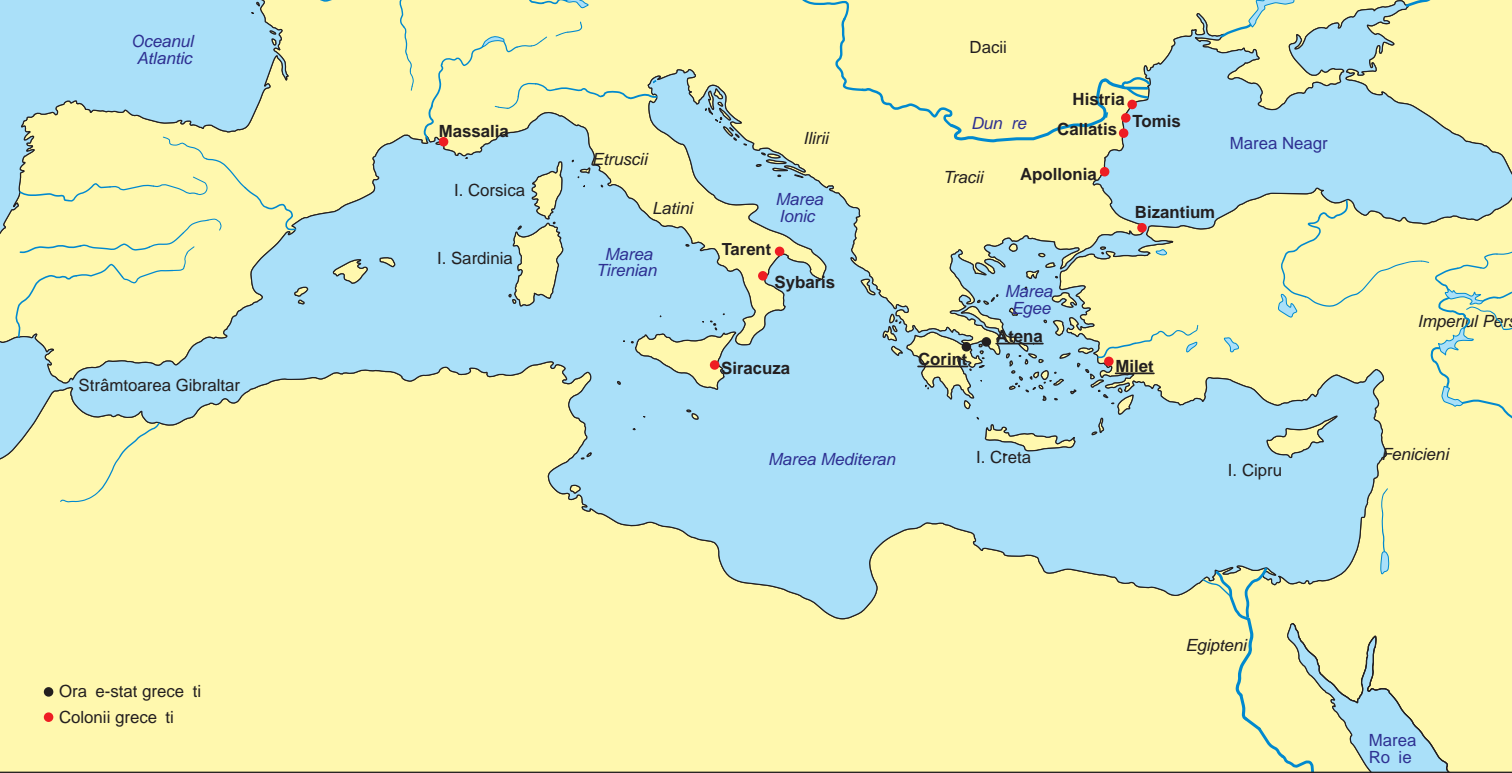 Oceanul
Atlantic
Dacii
Histria
Tomis
Callatis
Dun re
Marea Neagr
Massalia
Ilirii
Etruscii
Tracii
Apollonia
I. Corsica
Latini
Marea
Ionic
Bizantium
Tarent
I. Sardinia
Marea
Tirenian
Sybaris
Marea
Egee
Imperiul Pers
Atena
Corint
Siracuza
Milet
Strâmtoarea Gibraltar
Marea Mediteran
I. Creta
Fenicieni
I. Cipru
Egipteni
Ora e-stat grece ti
Colonii grece ti
Marea
Ro ie